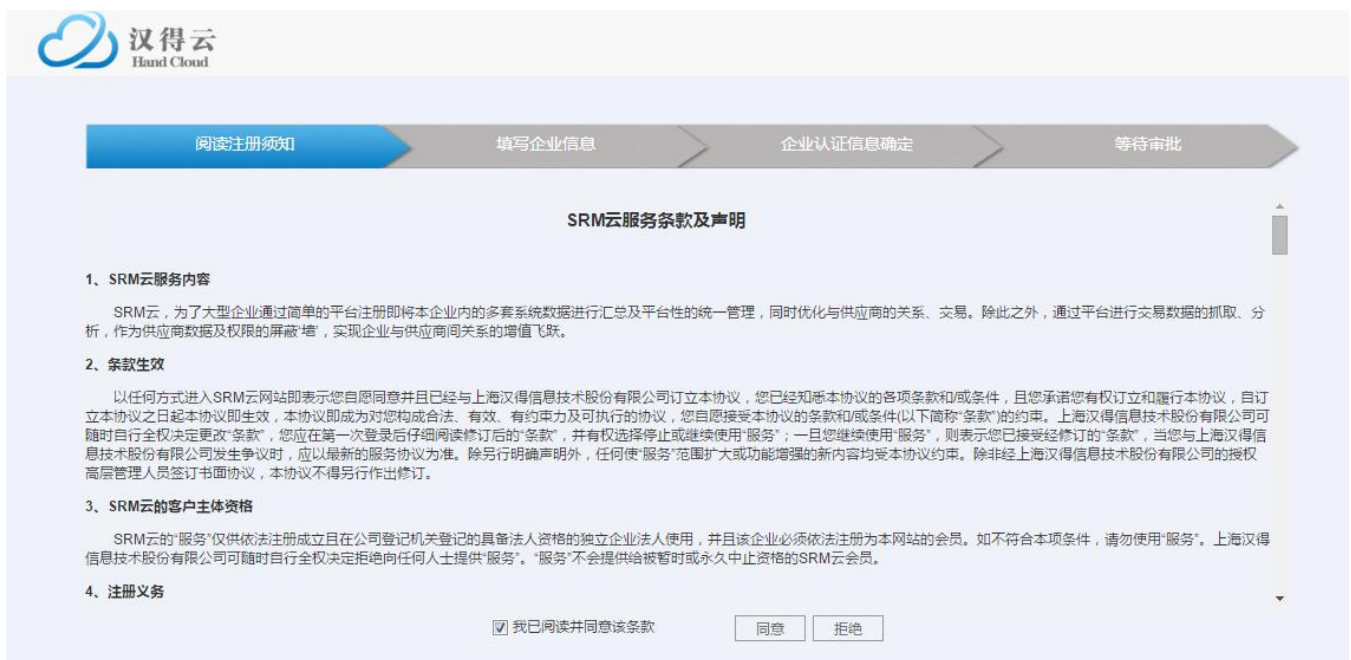 汉得云
Hand Cloud
阅读注册须知
填写企业信息
企业认证信息确定
等待审批
SRM云服务条款及声明
1、SRM云服务内容
SRM云，为了大型企业通过简单的平台注册即将本企业内的多套系统数据进行汇总及平台性的统一管理，同时优化与供应商的关系、交易。除此之外，通过平台进行交易数据的抓取、分
析，作为供应商数据及权限的屏蔽‘墙’，实现企业与供应商间关系的增值飞跃。
2、条款生效
以任何方式进入SRM云网站即表示您自愿同意并且已经与上海汉得信息技术股份有限公司订立本协议，您已经知悉本协议的各项条款和/或条件，且您承诺您有权订立和履行本协议，自订
立本协议之日起本协议即生效，本协议即成为对您构成合法、有效、有约束力及可执行的协议，您自愿接受本协议的条款和/或条件(以下简称“条款”)的约束。上海汉得信息技术股份有限公司可
随时自行全权决定更改“条款”，您应在第一次登录后仔细阅读修订后的“条款”，并有权选择停止或继续使用“服务”；一旦您继续使用“服务”，则表示您已接受经修订的“条款”，当您与上海汉得信
息技术股份有限公司发生争议时，应以最新的服务协议为准。除另行明确声明外，任何使“服务”范围扩大或功能增强的新内容均受本协议约束。除非经上海汉得信息技术股份有限公司的授权
高层管理人员签订书面协议，本协议不得另行作出修订。
3、SRM云的客户主体资格
SRM云的“服务”仅供依法注册成立且在公司登记机关登记的具备法人资格的独立企业法人使用，并且该企业必须依法注册为本网站的会员。如不符合本项条件，请勿使用“服务”。上海汉得
信息技术股份有限公司可随时自行全权决定拒绝向任何人士提供“服务”。“服务”不会提供给被暂时或永久中止资格的SRM云会员。
4、注册义务
我已阅读并同意该条款
同意
拒绝